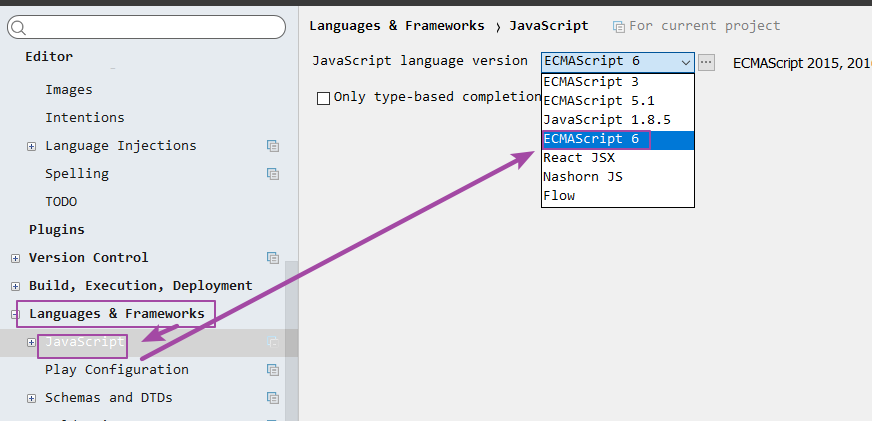 Editor
Images
Intentions
Language Injections
Spelling
TODO
Plugins
Version Control
Build, Execution, Deployment
Languages & Frameworks
JavaScript
Play Configuration
Schemas and DTDs
Languages & Frameworks › JavaScript For current project
JavaScript language version ECMAScript 6 ... ECMAScript 2015, 201
Only type-based completion
ECMAScript 3
ECMAScript 5.1
JavaScript 1.8.5
ECMAScript 6
React JSX
Nashorn JS
Flow